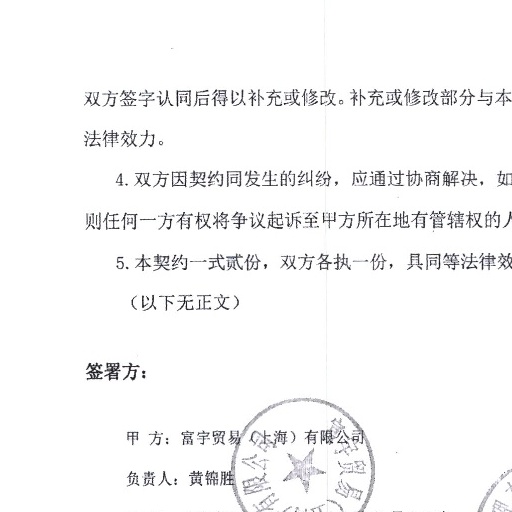 双方签字认同后得以补充或修改。补充或修改部分与本
法律效力。
4.双方因契约同发生的纠纷，应通过协商解决，如
则任何一方有权将争议起诉至甲方所在地有管辖权的人
5.本契约一式贰份，双方各执一份，具同等法律效
（以下无正文）
签署方：
甲 方：富宇贸易（上海）有限公司
负责人：黄锦胜